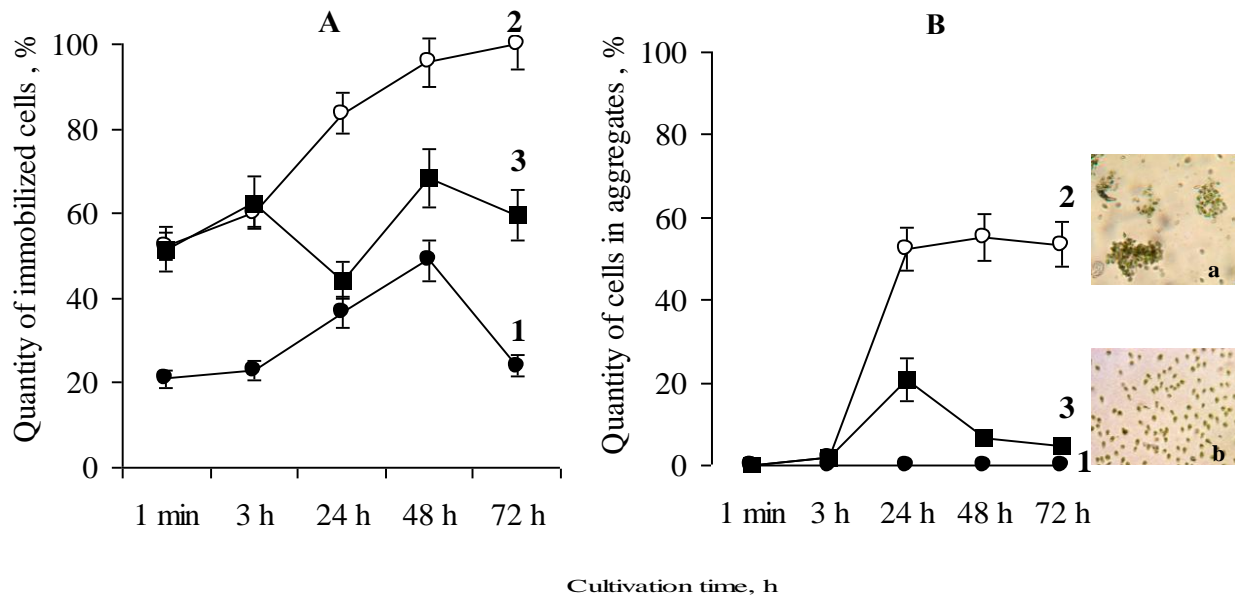 A
Quantity of immobilized cells , %
100
80
60
40
20
0
2
3
1
1 min 3 h 24 h 48 h 72 h
B
Quantity of cells in aggregates , %
100
80
60
40
20
0
2
3
1
1 min 3 h 24 h 48 h 72 h
a
b
Cultivation time, h